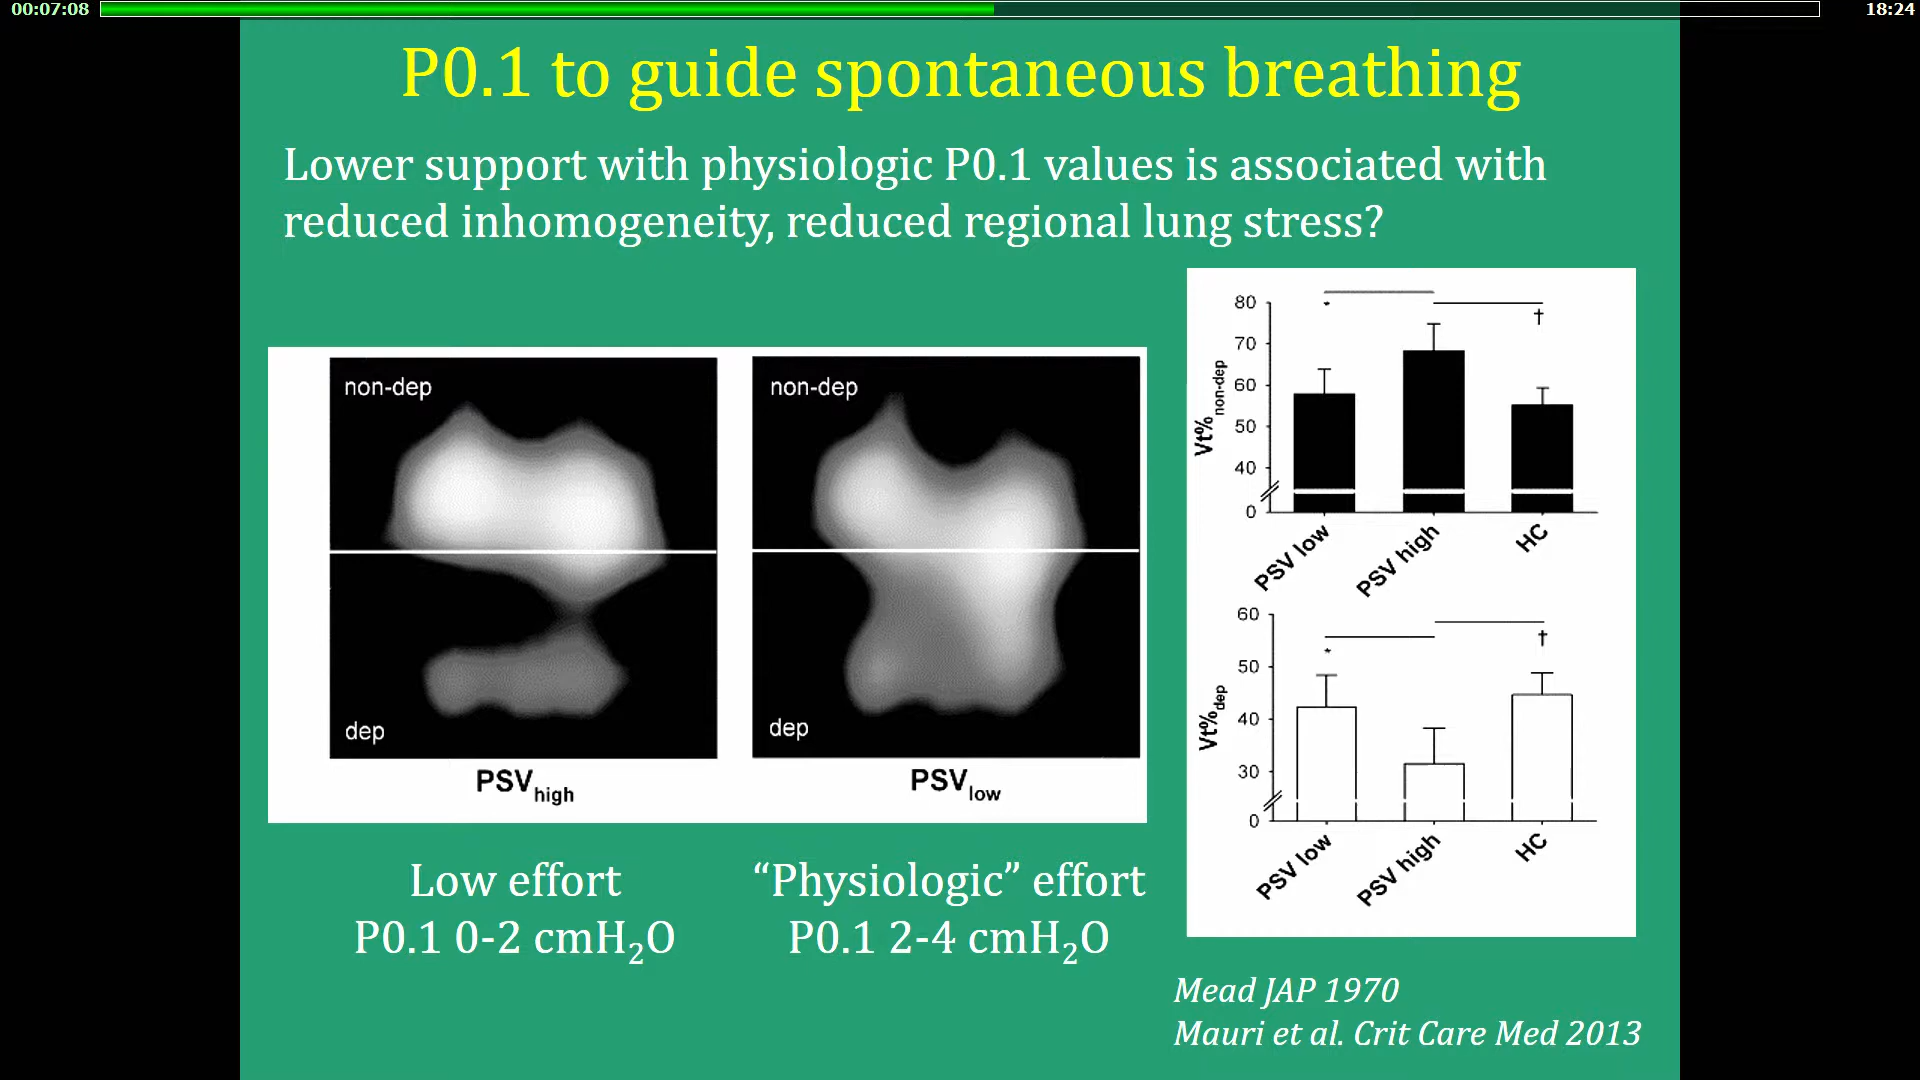 00:07:08
18:24
P0.1 to guide spontaneous breathing
Lower support with physiologic P0.1 values is associated with
reduced inhomogeneity, reduced regional lung stress?
non-dep
dep
PSVhigh
non-dep
dep
PSVlow
Low effort
P0.1 0-2 cmH₂O
“Physiologic” effort
P0.1 2-4 cmH₂O
Vt%non-dep
80
70
60
50
40
0
*
†
PSV low
PSV high
HC
Vt%dep
60
50
40
30
0
*
†
PSV low
PSV high
HC
Mead JAP 1970
Mauri et al. Crit Care Med 2013